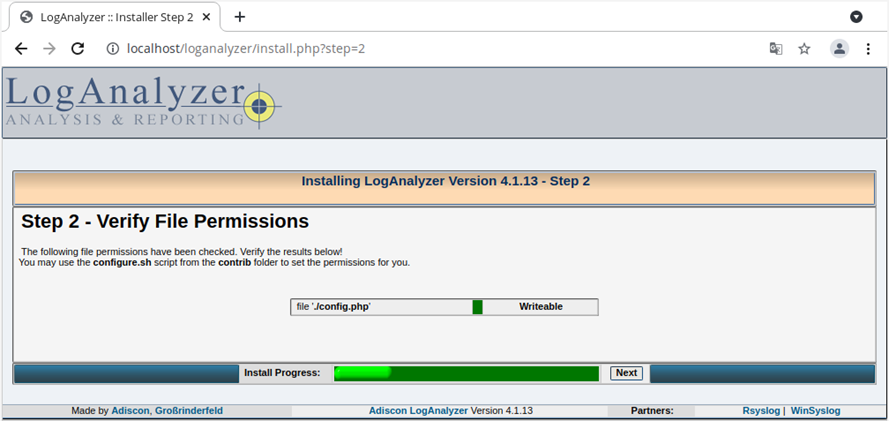 LogAnalyzer :: Installer Step 2
localhost/loganalyzer/install.php?step=2
LogAnalyzer
ANALYSIS & REPORTING
Installing LogAnalyzer Version 4.1.13 - Step 2
Step 2 - Verify File Permissions
The following file permissions have been checked. Verify the results below!
You may use the configure.sh script from the contrib folder to set the permissions for you.
file './config.php' Writeable
Install Progress: Next
Made by Adiscon, Großrinderfeld Adiscon LogAnalyzer Version 4.1.13 Partners: Rsyslog | WinSyslog